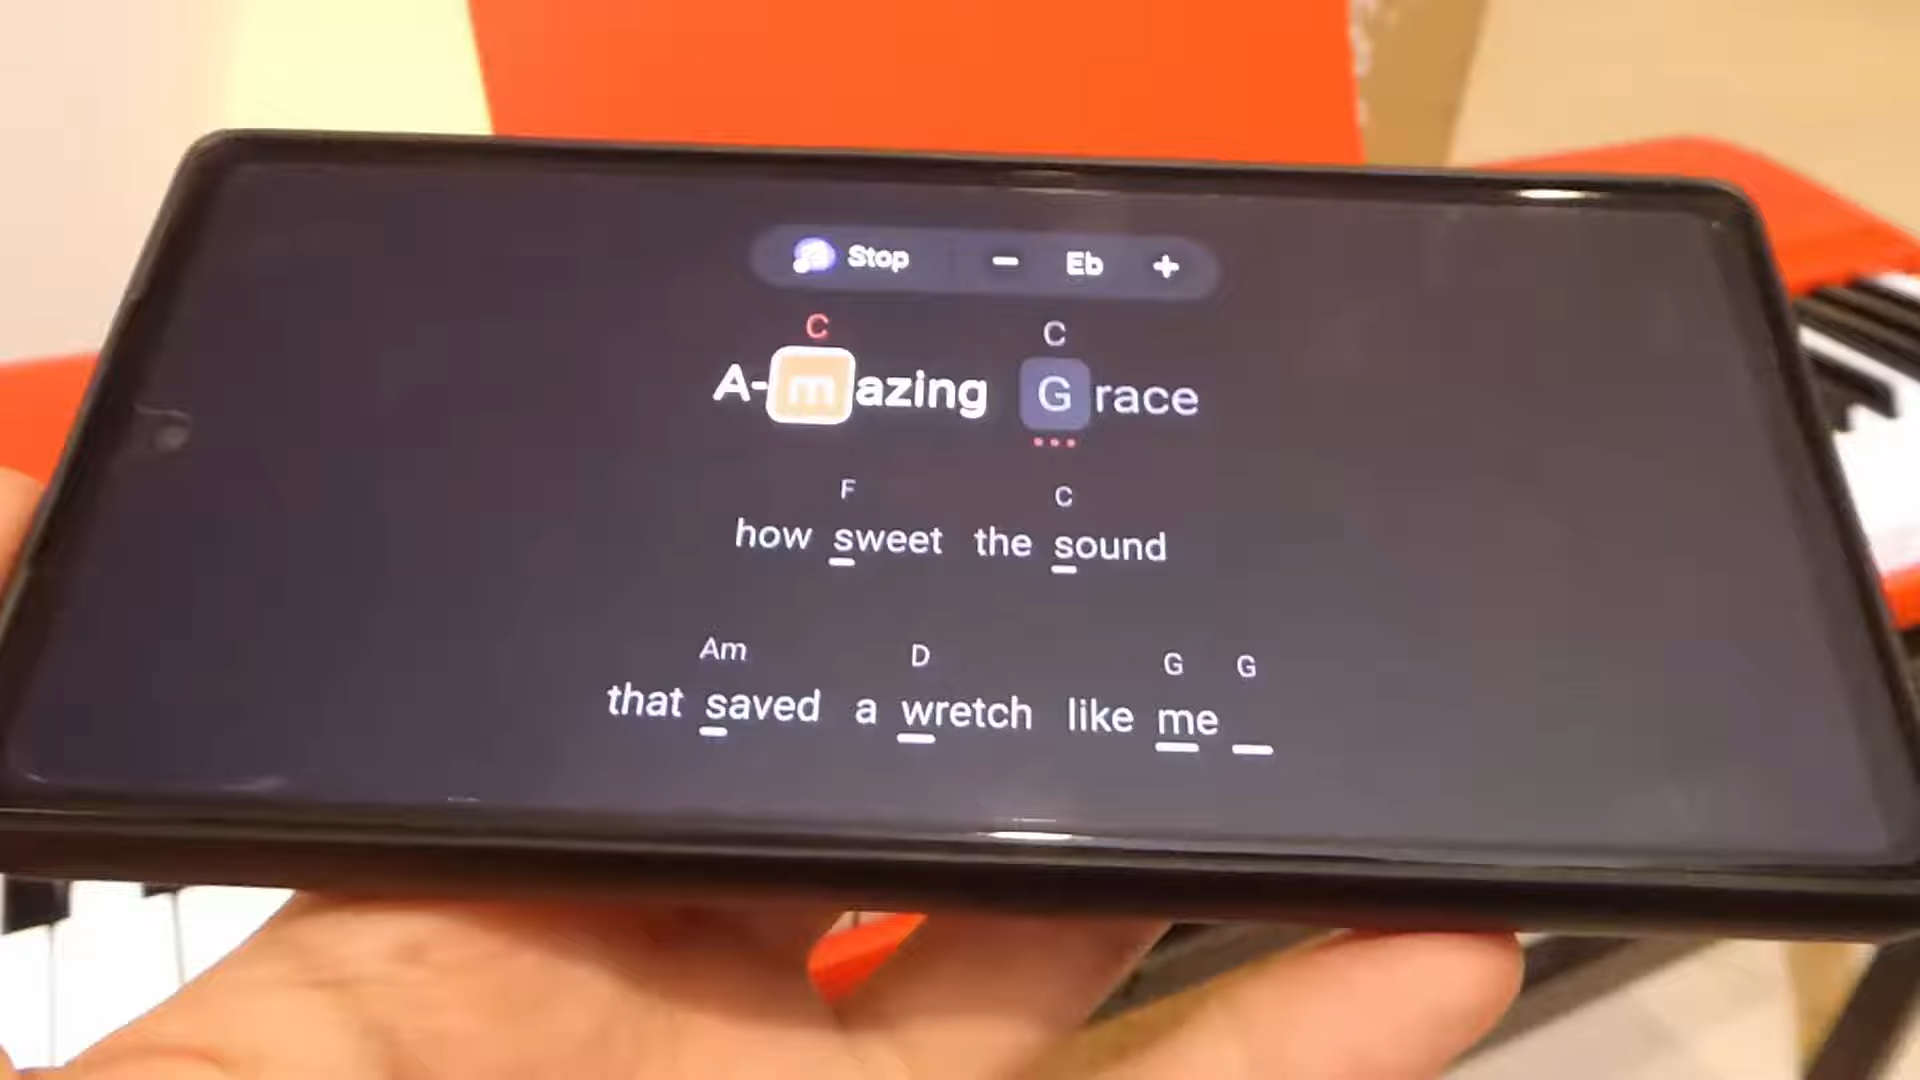 Stop − Eb +
C C
A-mazing Grace
F C
how sweet the sound
Am D G G
that saved a wretch like me